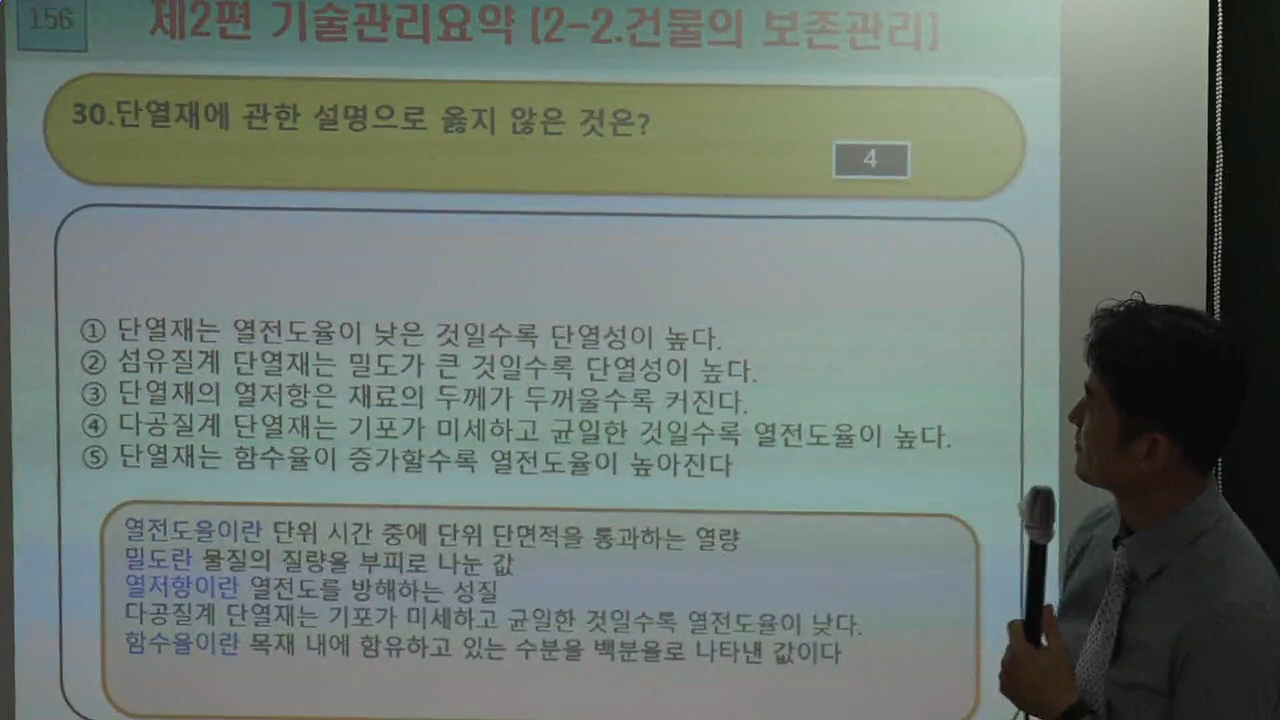 156
제2편 기술관리요약 [2-2.건물의 보존관리]
30.단열재에 관한 설명으로 옳지 않은 것은?
4
① 단열재는 열전도율이 낮은 것일수록 단열성이 높다.
② 섬유질계 단열재는 밀도가 큰 것일수록 단열성이 높다.
③ 단열재의 열저항은 재료의 두께가 두꺼울수록 커진다.
④ 다공질계 단열재는 기포가 미세하고 균일한 것일수록 열전도율이 높다.
⑤ 단열재는 함수율이 증가할수록 열전도율이 높아진다
열전도율이란 단위 시간 중에 단위 단면적을 통과하는 열량
밀도란 물질의 질량을 부피로 나눈 값
열저항이란 열전도를 방해하는 성질
다공질계 단열재는 기포가 미세하고 균일한 것일수록 열전도율이 낮다.
함수율이란 목재 내에 함유하고 있는 수분을 백분율로 나타낸 값이다